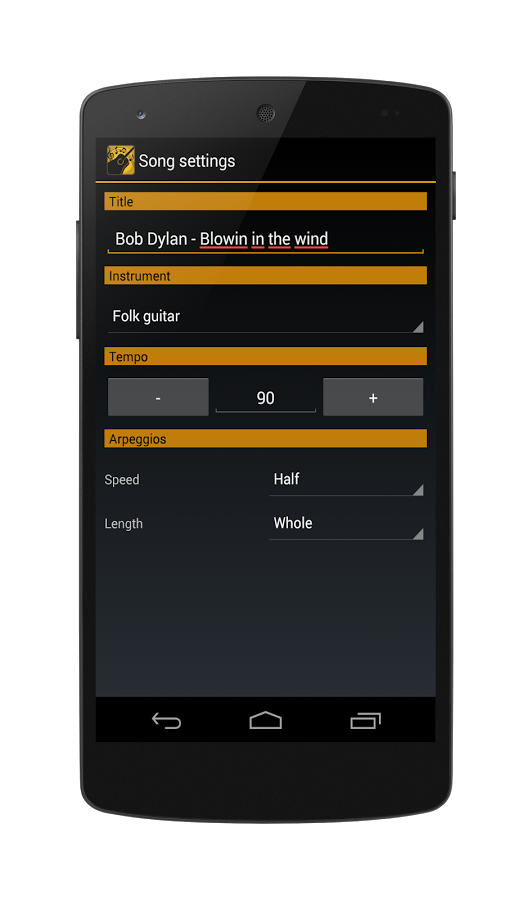 Song settings
Title
Bob Dylan - Blowin in the wind
Instrument
Folk guitar
Tempo
- 90 +
Arpeggios
Speed Half
Length Whole